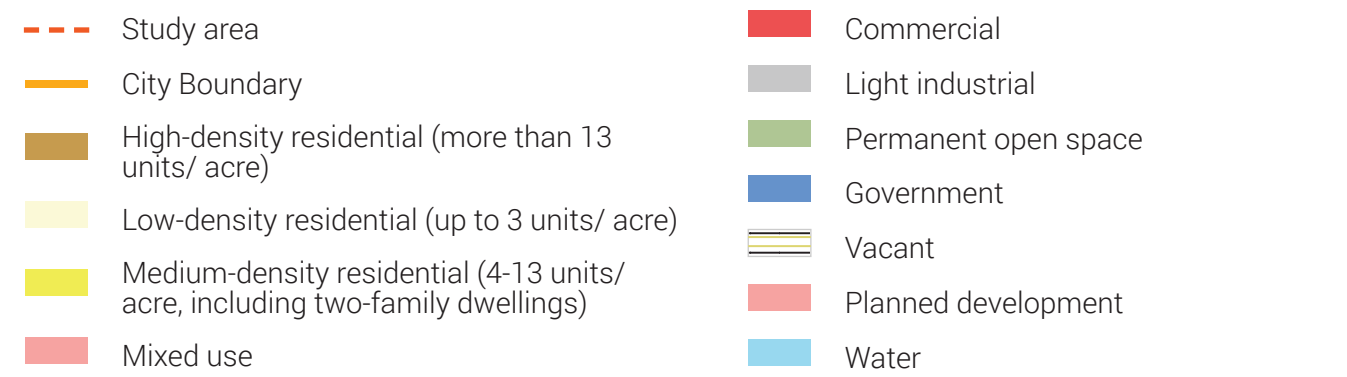 Study area
City Boundary
High-density residential (more than 13
units/ acre)
Low-density residential (up to 3 units/ acre)
Medium-density residential (4-13 units/
acre, including two-family dwellings)
Mixed use
Commercial
Light industrial
Permanent open space
Government
Vacant
Planned development
Water